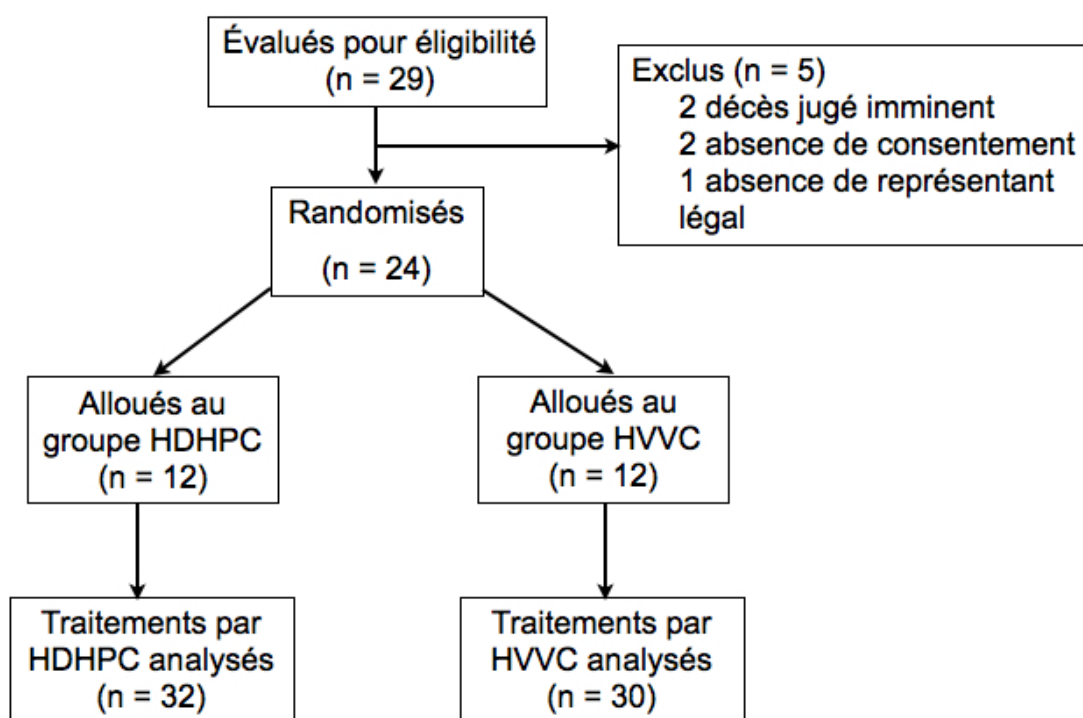 Évalués pour éligibilité
(n = 29)
Exclus (n = 5)
2 décès jugé imminent
2 absence de consentement
1 absence de représentant
légal
Randomisés
(n = 24)
Alloués au
groupe HDHPC
(n = 12)
Alloués au
groupe HVVC
(n = 12)
Traitements par
HDHPC analysés
(n = 32)
Traitements par
HVVC analysés
(n = 30)